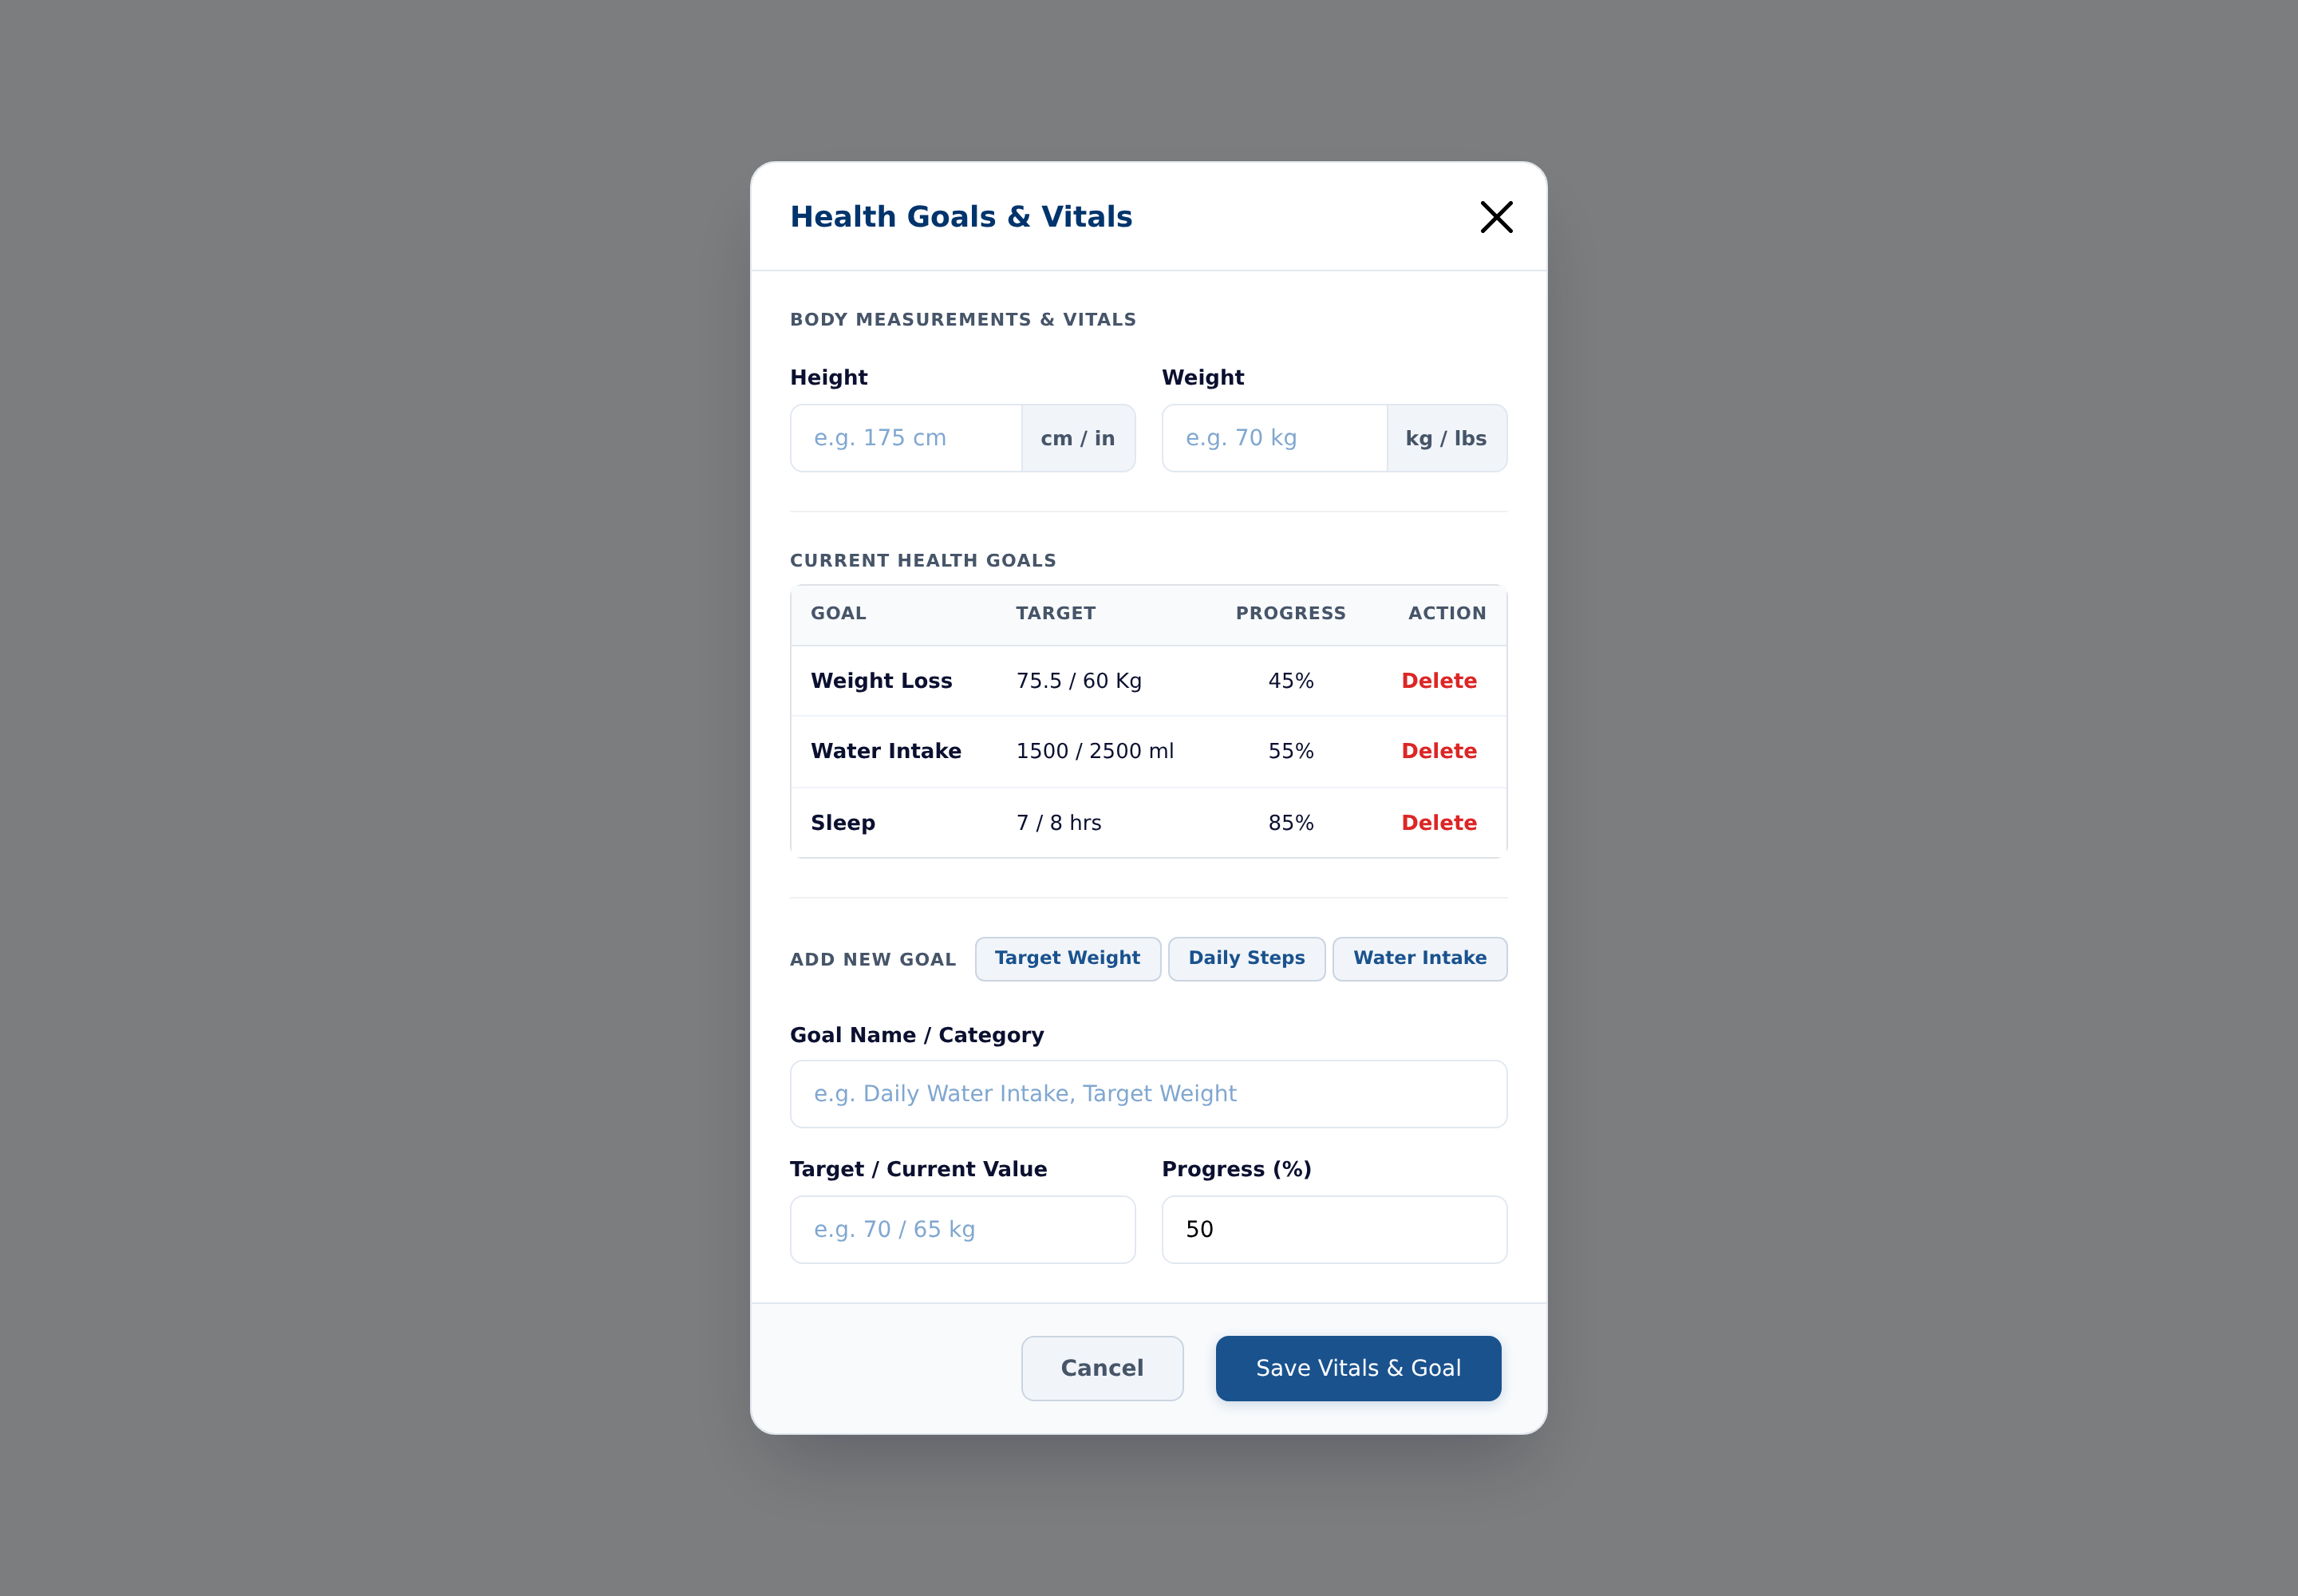 Health Goals & Vitals
BODY MEASUREMENTS & VITALS
Height Weight
e.g. 175 cm cm / in e.g. 70 kg kg / lbs
CURRENT HEALTH GOALS
GOAL TARGET PROGRESS ACTION
Weight Loss 75.5 / 60 Kg 45% Delete
Water Intake 1500 / 2500 ml 55% Delete
Sleep 7 / 8 hrs 85% Delete
ADD NEW GOAL Target Weight Daily Steps Water Intake
Goal Name / Category
e.g. Daily Water Intake, Target Weight
Target / Current Value Progress (%)
e.g. 70 / 65 kg 50
Cancel Save Vitals & Goal